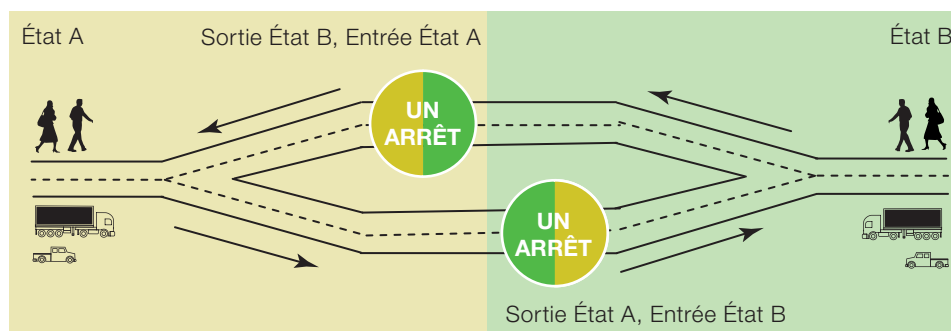 État A
Sortie État B, Entrée État A
État B
UN
ARRÊT
UN
ARRÊT
Sortie État A, Entrée État B